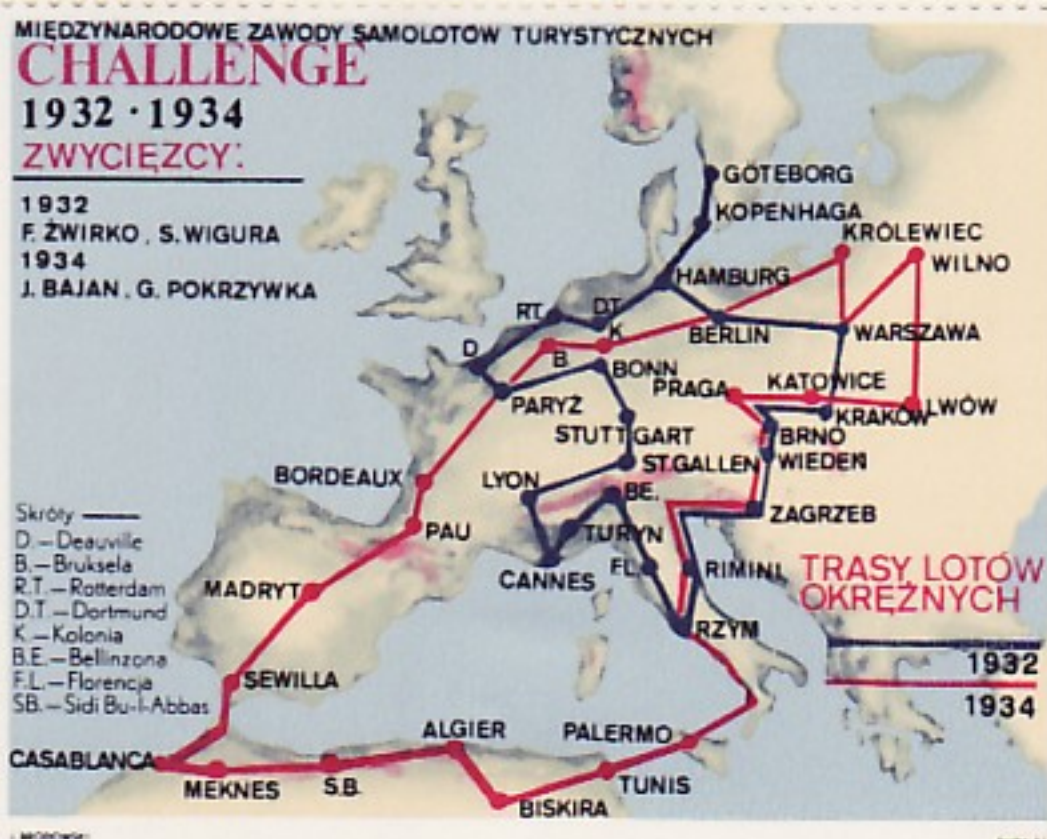 MIĘDZYNARODOWE ZAWODY SAMOLOTÓW TURYSTYCZNYCH
CHALLENGE
1932 · 1934
ZWYCIĘZCY:
1932
F. ŻWIRKO, S. WIGURA
1934
J. BAJAN, G. POKRZYWKA
GÖTEBORG
KOPENHAGA
KRÓLEWIEC
WILNO
HAMBURG
RT.
DT.
BERLIN
WARSZAWA
K
D
B.
BONN
PRAGA
KATOWICE
PARYŻ
KRAKÓW
LWÓW
STUTTGART
BRNO
BORDEAUX
LYON
ST.GALLEN
WIEDEŃ
BE.
ZAGRZEB
PAU
TURYN
CANNES
FL.
RIMINI
MADRYT
RZYM
SEWILLA
ALGIER
PALERMO
CASABLANCA
MEKNES
S.B.
TUNIS
BISKIRA
Skróty
D.—Deauville
B.—Bruksela
R.T.—Rotterdam
D.T.—Dortmund
K.—Kolonia
B.E.—Bellinzona
F.L.—Florencja
SB.—Sidi Bu-l-Abbas
TRASY LOTÓW
OKRĘŻNYCH
1932
1934